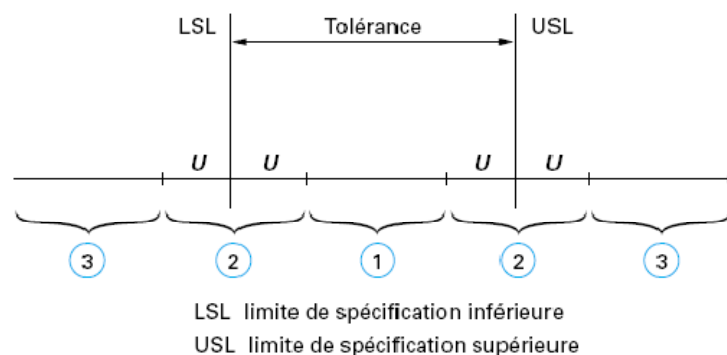 LSL Tolérance USL
U U U U
3 2 1 2 3
LSL limite de spécification inférieure
USL limite de spécification supérieure